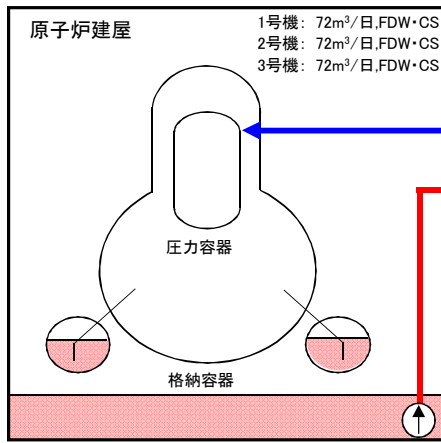 原子炉建屋
1号機: 72m³/日,FDW・CS
2号機: 72m³/日,FDW・CS
3号機: 72m³/日,FDW・CS
圧力容器
格納容器